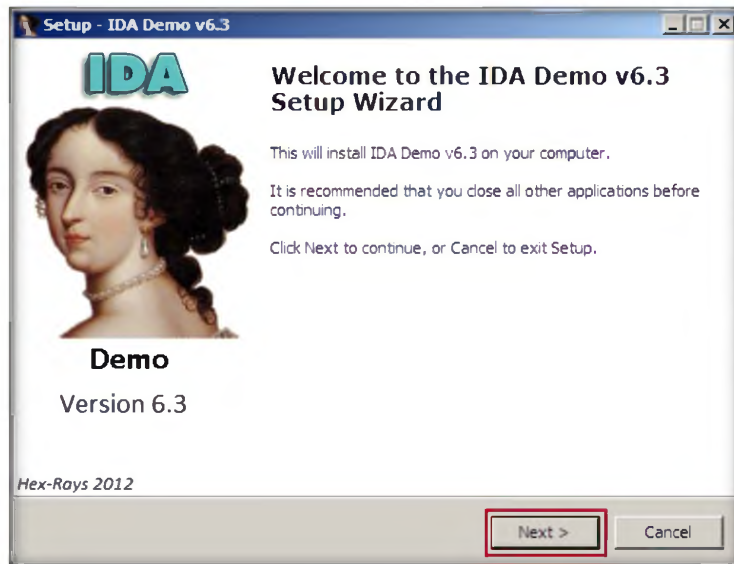 Setup - IDA Demo v6.3
IDA
Demo
Version 6.3
Hex-Rays 2012
Welcome to the IDA Demo v6.3
Setup Wizard
This will install IDA Demo v6.3 on your computer.
It is recommended that you close all other applications before
continuing.
Click Next to continue, or Cancel to exit Setup.
Next >
Cancel